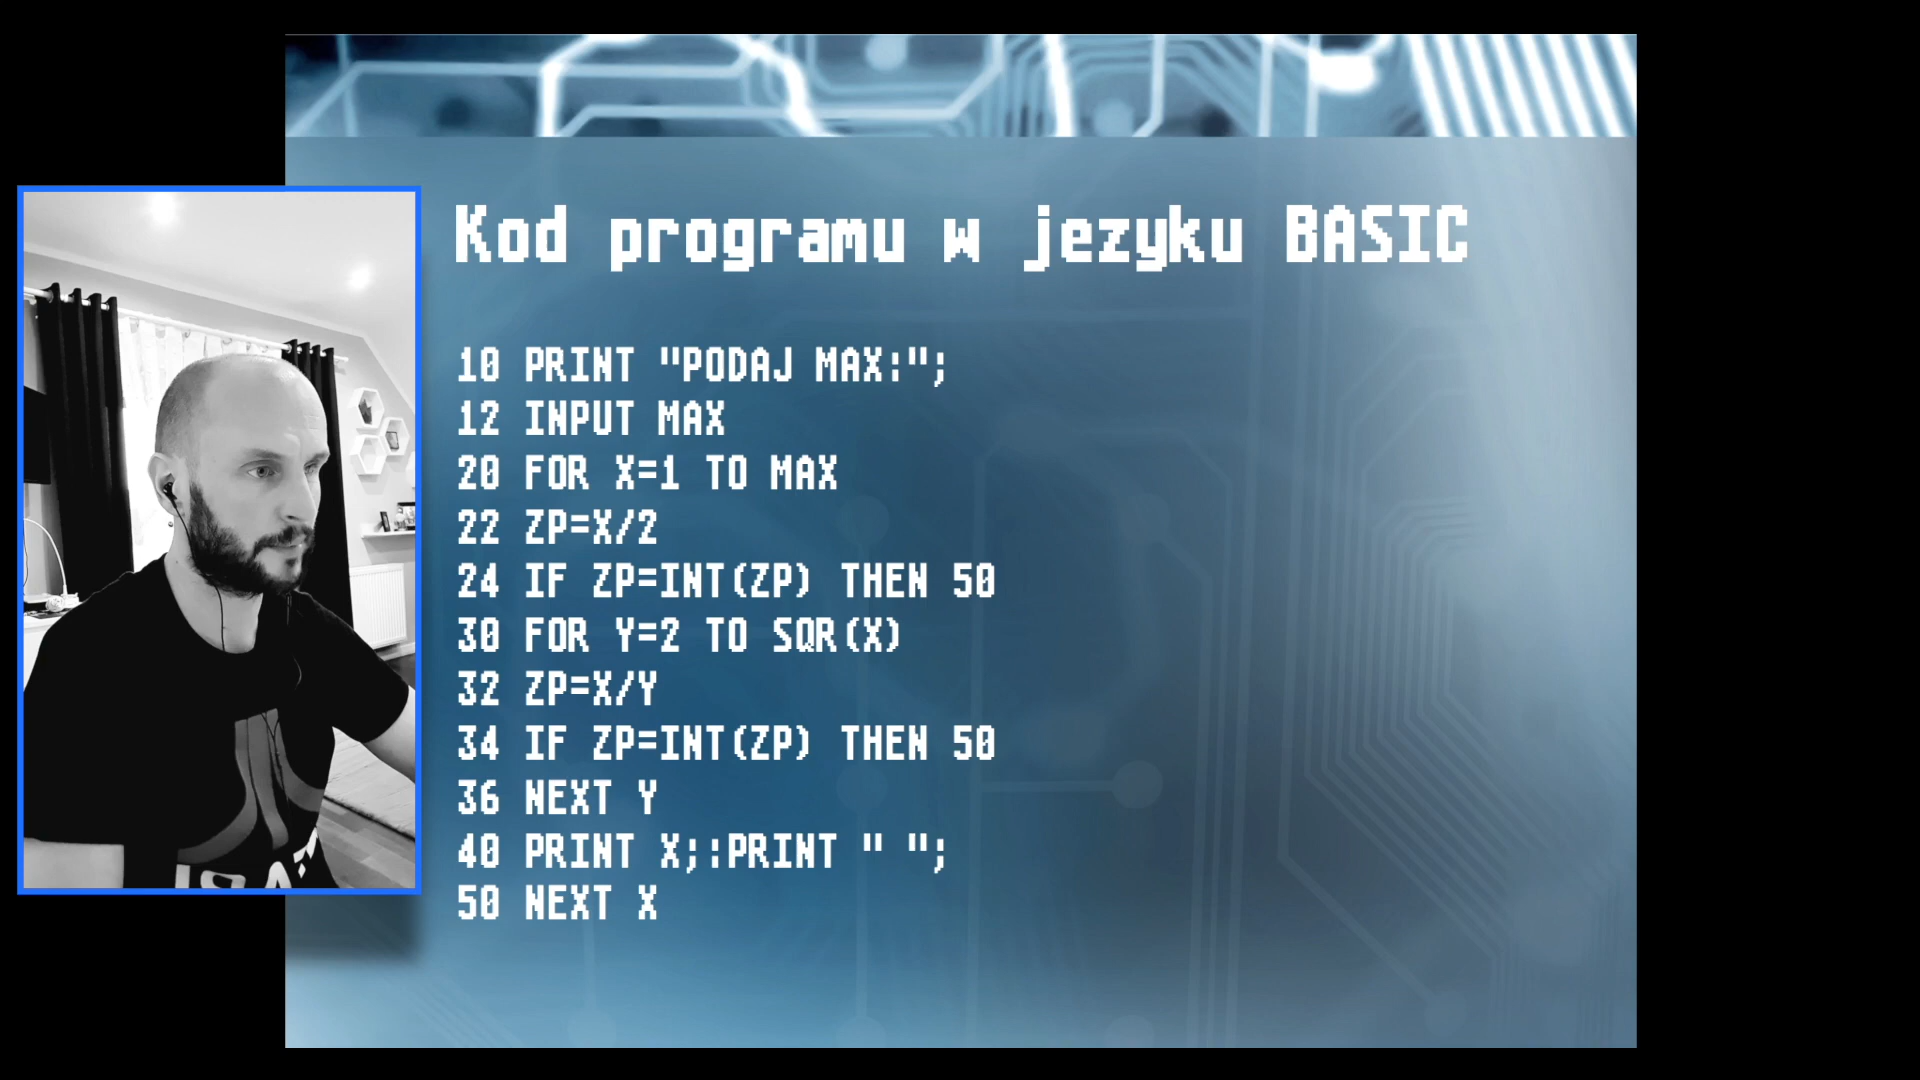 Kod programu w jezyku BASIC
10 PRINT "PODAJ MAX:";
12 INPUT MAX
20 FOR X=1 TO MAX
22 ZP=X/2
24 IF ZP=INT(ZP) THEN 50
30 FOR Y=2 TO SQR(X)
32 ZP=X/Y
34 IF ZP=INT(ZP) THEN 50
36 NEXT Y
40 PRINT X;:PRINT " ";
50 NEXT X